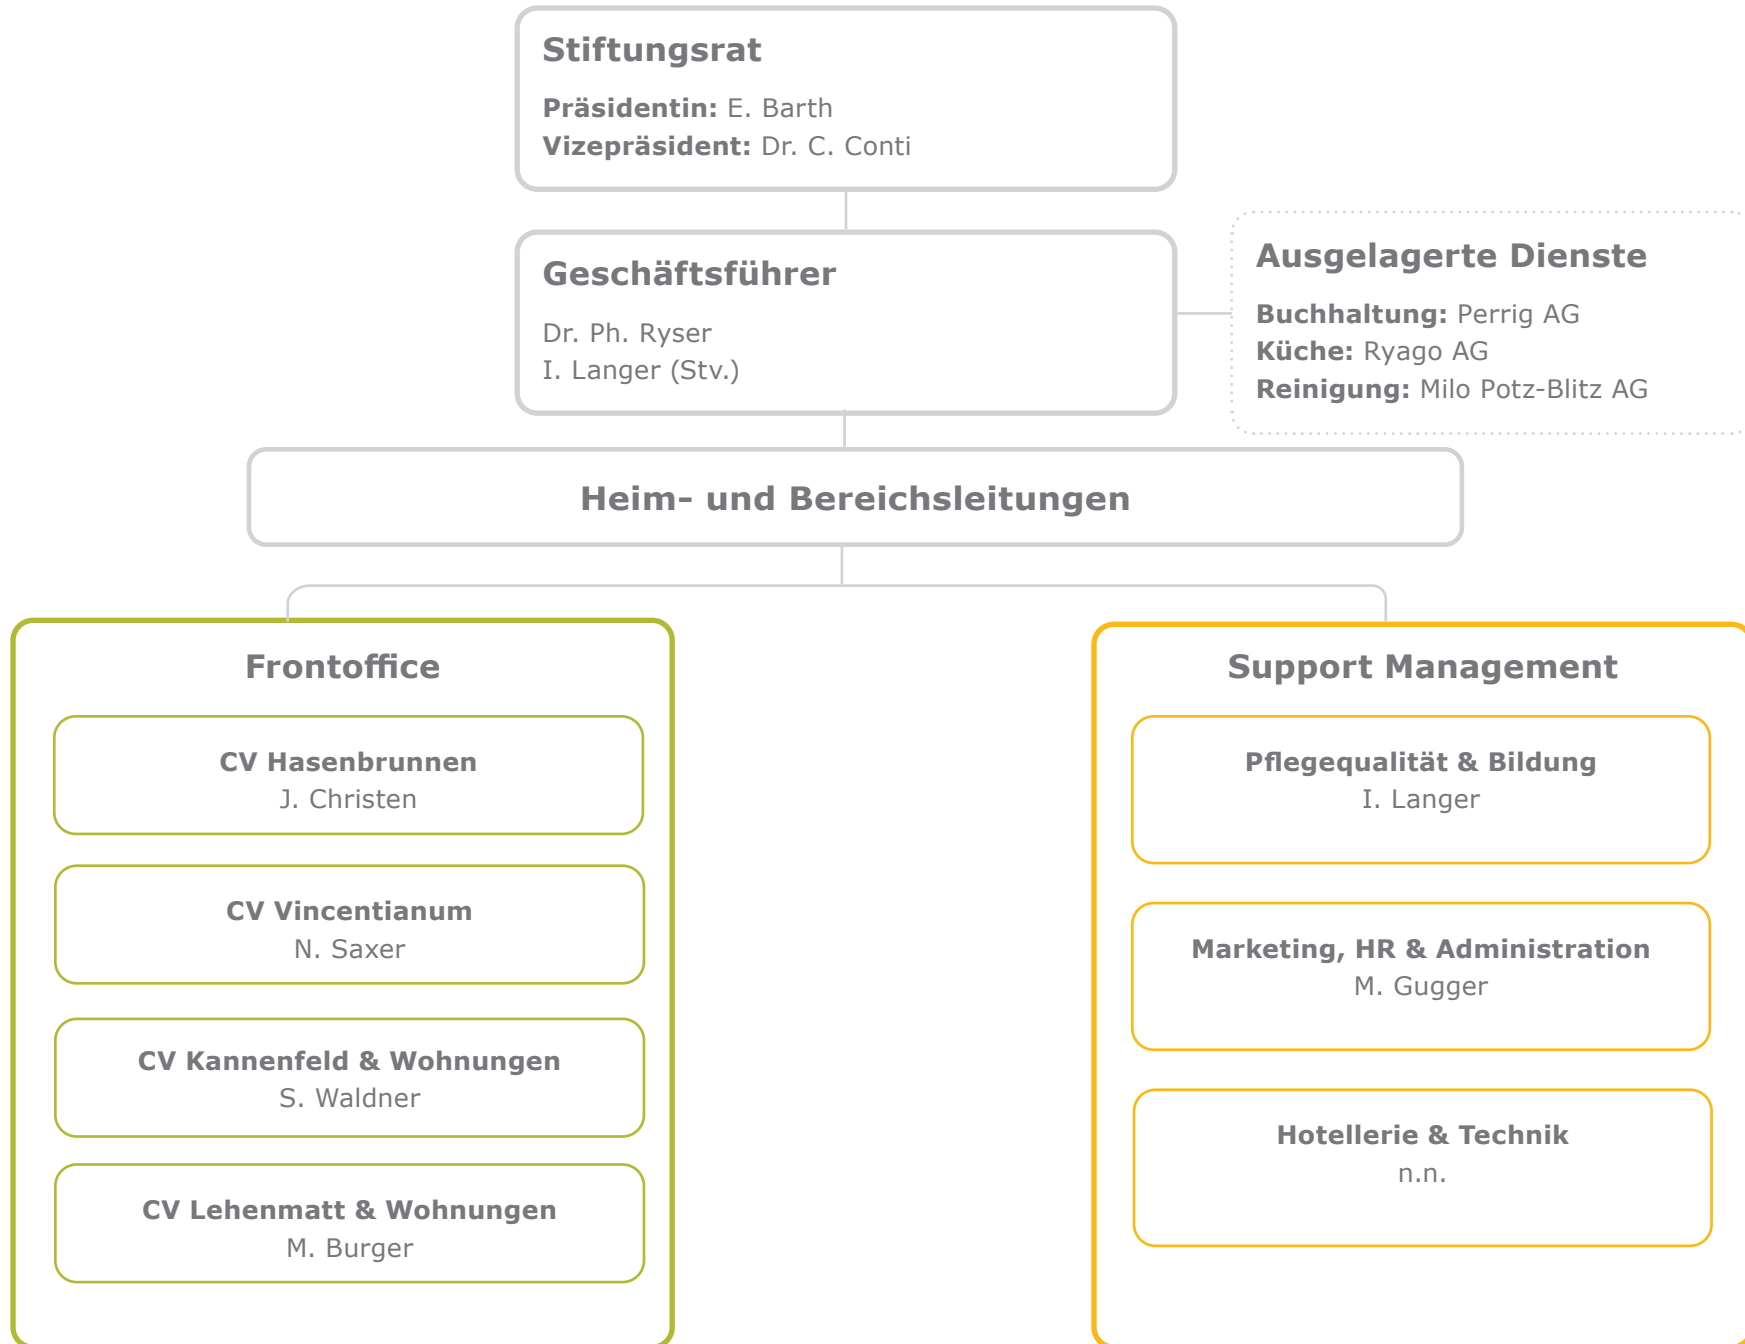 Stiftungsrat
Präsidentin: E. Barth
Vizepräsident: Dr. C. Conti
Geschäftsführer
Dr. Ph. Ryser
I. Langer (Stv.)
Ausgelagerte Dienste
Buchhaltung: Perrig AG
Küche: Ryago AG
Reinigung: Milo Potz-Blitz AG
Heim- und Bereichsleitungen
Frontoffice
CV Hasenbrunnen
J. Christen
CV Vincentianum
N. Saxer
CV Kannenfeld & Wohnungen
S. Waldner
CV Lehenmatt & Wohnungen
M. Burger
Support Management
Pflegequalität & Bildung
I. Langer
Marketing, HR & Administration
M. Gugger
Hotellerie & Technik
n.n.